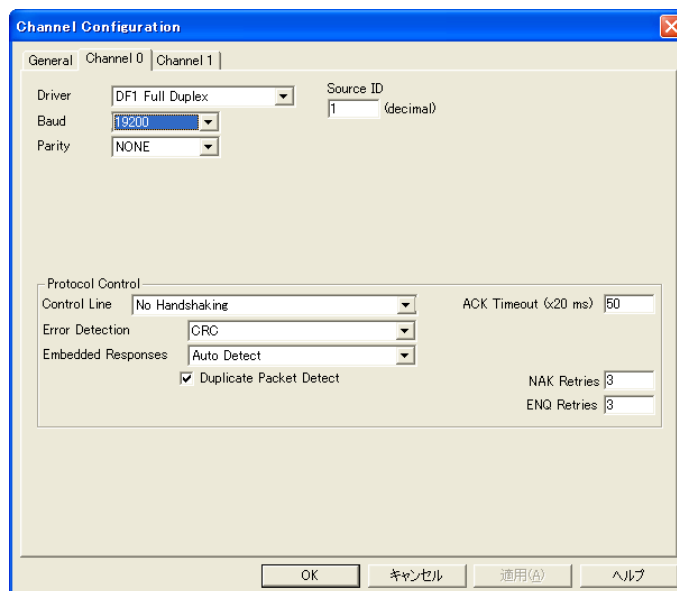 Channel Configuration
General Channel 0 Channel 1
Driver DF1 Full Duplex Source ID
1 (decimal)
Baud 19200
Parity NONE
Protocol Control
Control Line No Handshaking ACK Timeout (x20 ms) 50
Error Detection CRC
Embedded Responses Auto Detect
Duplicate Packet Detect NAK Retries 3
ENQ Retries 3
OK キャンセル 適用(A) ヘルプ